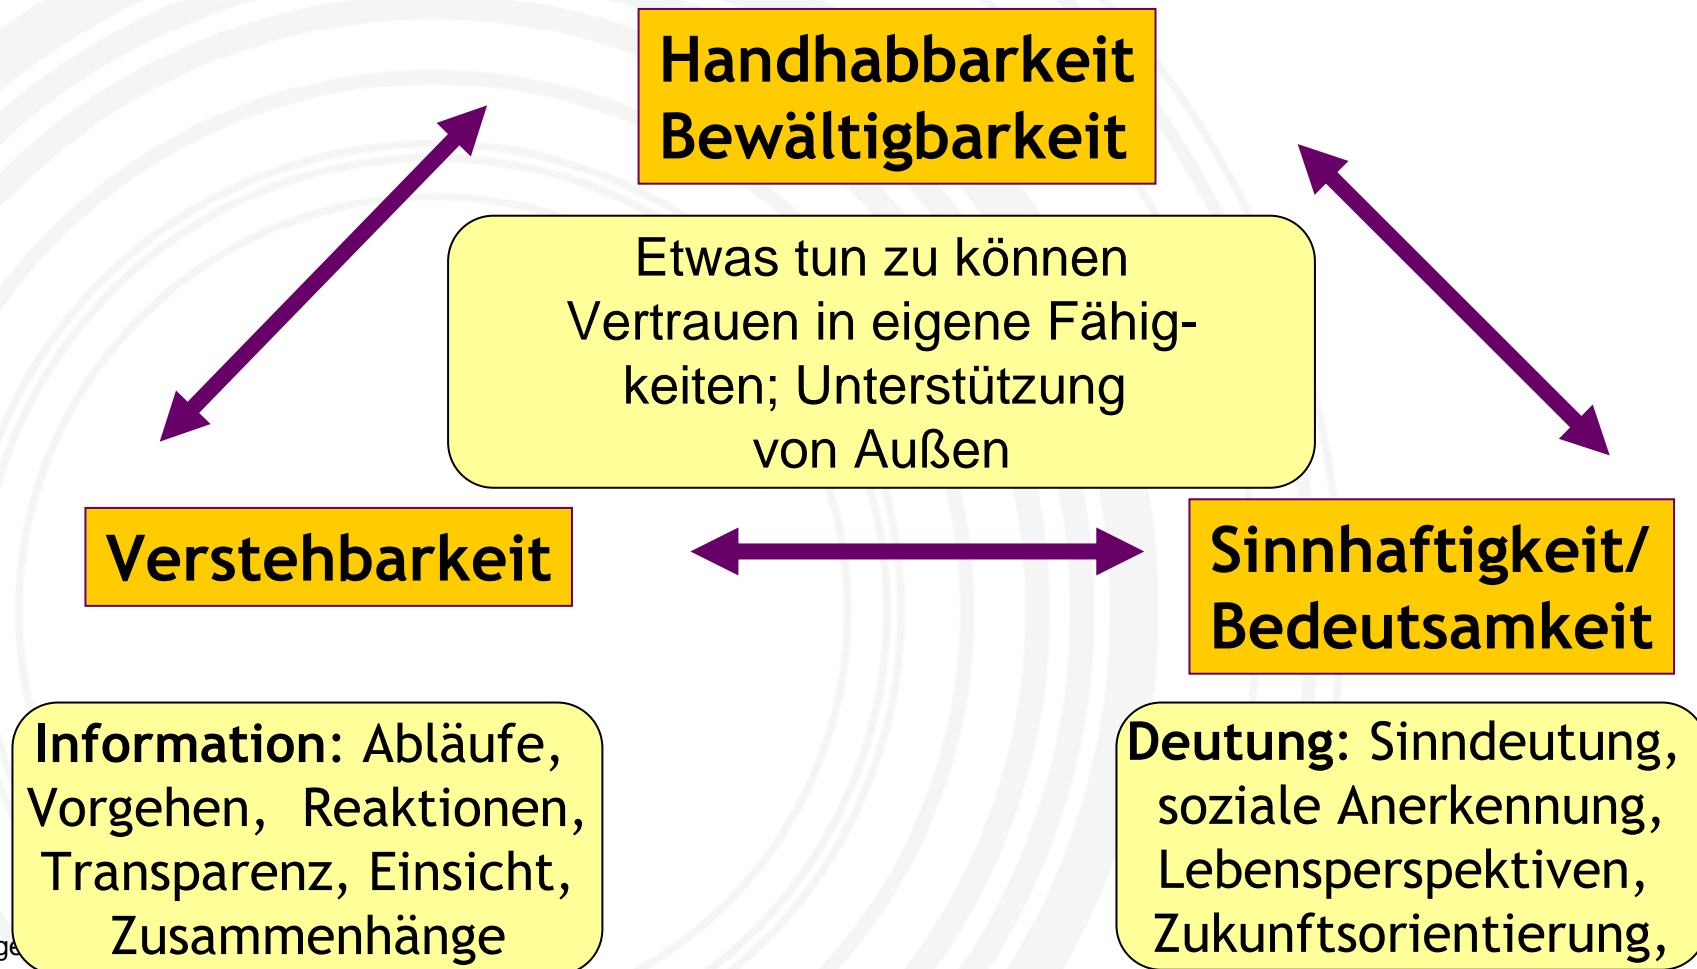 Handhabbarkeit
Bewältigbarkeit
Etwas tun zu können
Vertrauen in eigene Fähig-
keiten; Unterstützung
von Außen
Verstehbarkeit
Sinnhaftigkeit/
Bedeutsamkeit
Information: Abläufe,
Vorgehen, Reaktionen,
Transparenz, Einsicht,
Zusammenhänge
Deutung: Sinndeutung,
soziale Anerkennung,
Lebensperspektiven,
Zukunftsorientierung,